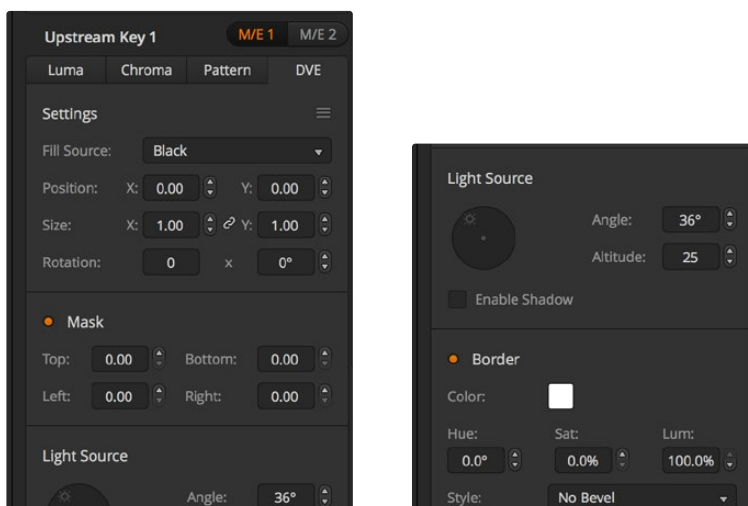 Upstream Key 1 M/E 1 M/E 2
Luma Chroma Pattern DVE
Settings
Fill Source: Black
Position: X: 0.00 Y: 0.00
Size: X: 1.00 Y: 1.00
Rotation: 0 x 0°
Mask
Top: 0.00 Bottom: 0.00
Left: 0.00 Right: 0.00
Light Source
Angle: 36°
Light Source
Angle: 36°
Altitude: 25
Enable Shadow
Border
Color:
Hue: Sat: Lum:
0.0° 0.0% 100.0%
Style: No Bevel